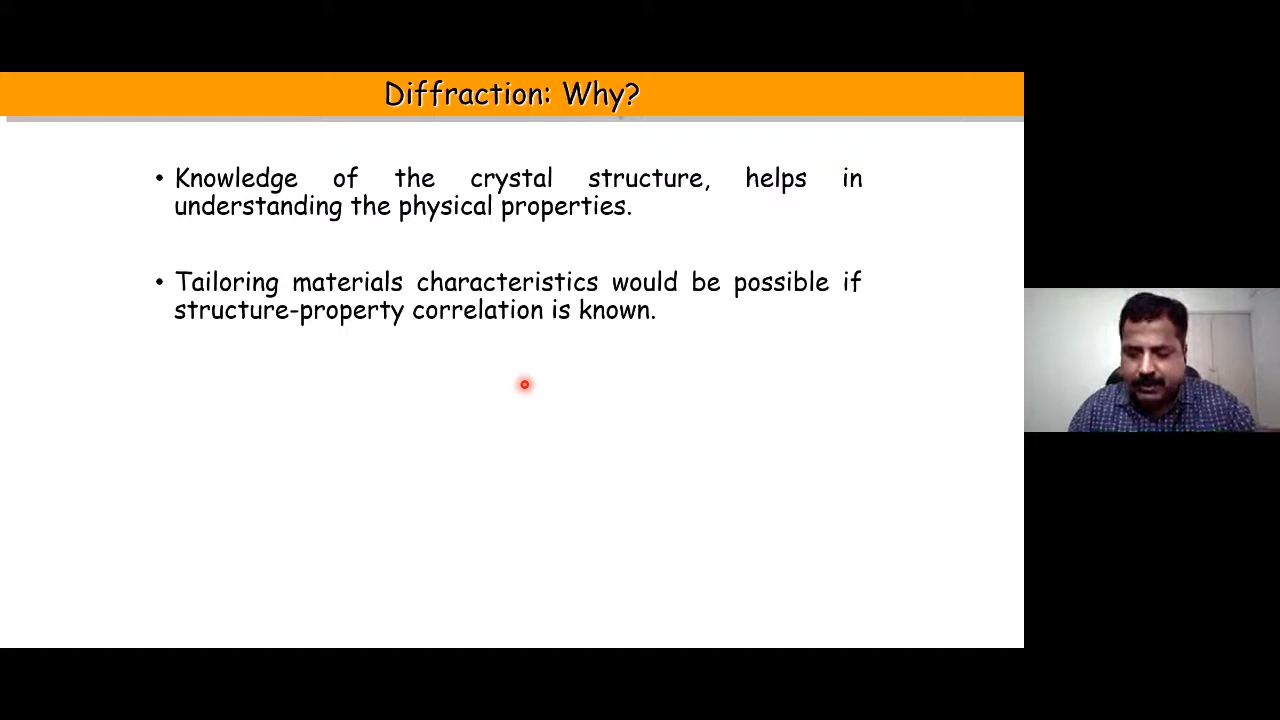 Diffraction: Why?
• Knowledge of the crystal structure, helps in
understanding the physical properties.
• Tailoring materials characteristics would be possible if
structure-property correlation is known.